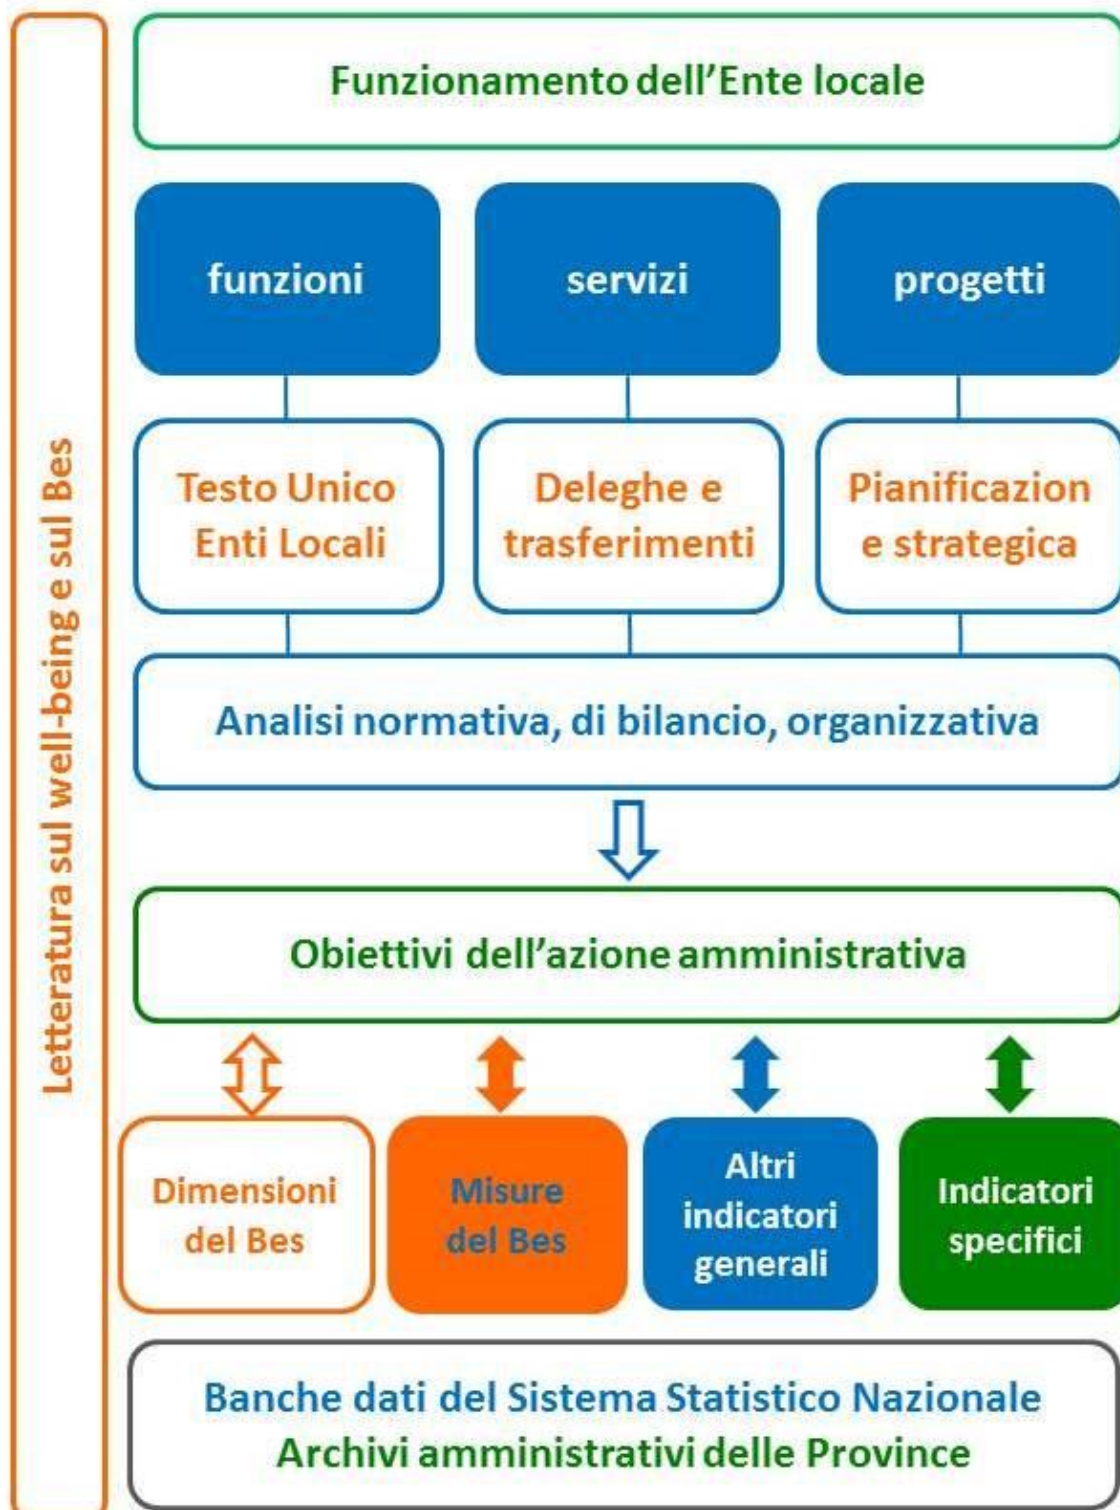 Letteratura sul well-being e sul Bes
Funzionamento dell’Ente locale
funzioni
servizi
progetti
Testo Unico
Enti Locali
Deleghe e
trasferimenti
Pianificazion
e strategica
Analisi normativa, di bilancio, organizzativa
Obiettivi dell’azione amministrativa
Dimensioni
del Bes
Misure
del Bes
Altri
indicatori
generali
Indicatori
specifici
Banche dati del Sistema Statistico Nazionale
Archivi amministrativi delle Province